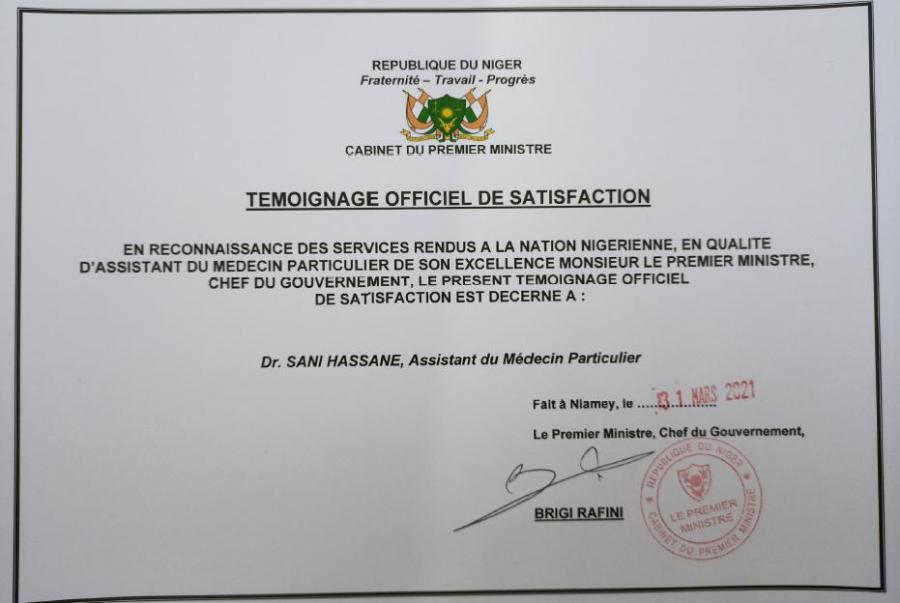 REPUBLIQUE DU NIGER
Fraternité – Travail - Progrès
CABINET DU PREMIER MINISTRE
TEMOIGNAGE OFFICIEL DE SATISFACTION
EN RECONNAISSANCE DES SERVICES RENDUS A LA NATION NIGERIENNE, EN QUALITE
D'ASSISTANT DU MEDECIN PARTICULIER DE SON EXCELLENCE MONSIEUR LE PREMIER MINISTRE,
CHEF DU GOUVERNEMENT, LE PRESENT TEMOIGNAGE OFFICIEL
DE SATISFACTION EST DECERNE A :
Dr. SANI HASSANE, Assistant du Médecin Particulier
Fait à Niamey, le ...31 MARS 2021
Le Premier Ministre, Chef du Gouvernement,
BRIGI RAFINI
REPUBLIQUE DU NIGER
LE PREMIER
MINISTRE
CABINET DU PREMIER MINISTRE